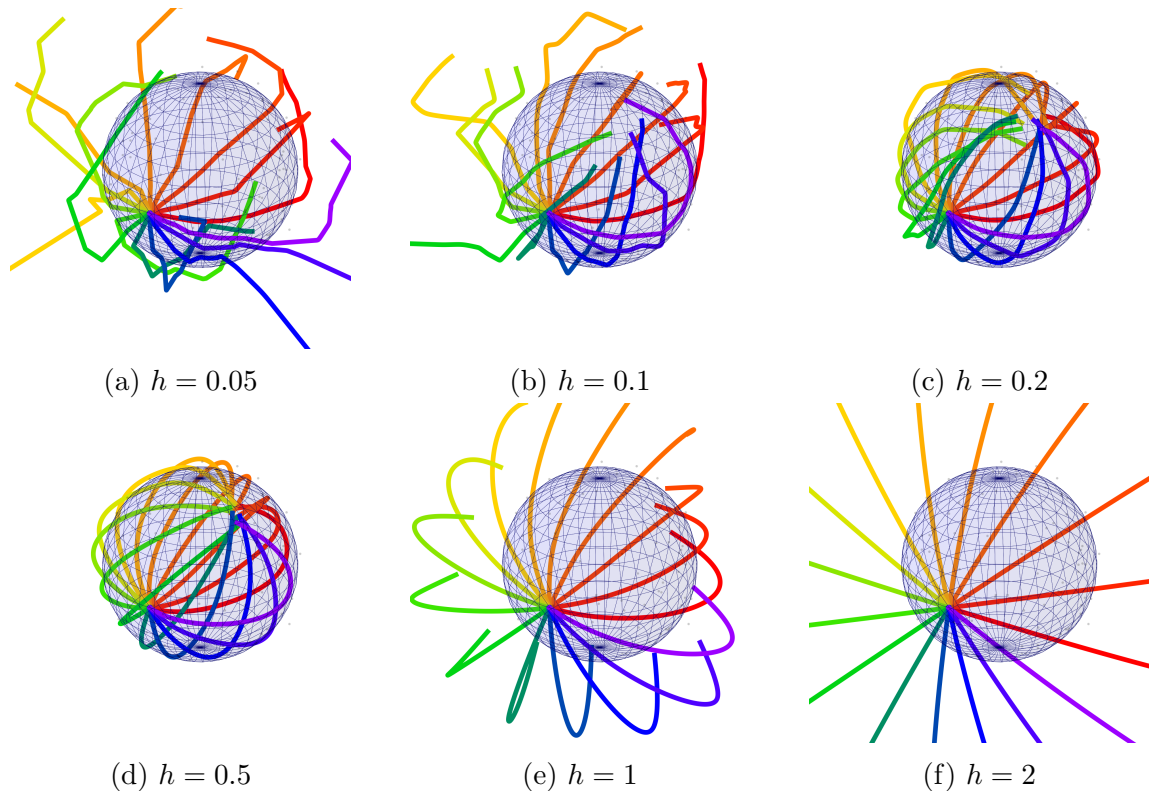 (a) h = 0.05
(b) h = 0.1
(c) h = 0.2
(d) h = 0.5
(e) h = 1
(f) h = 2